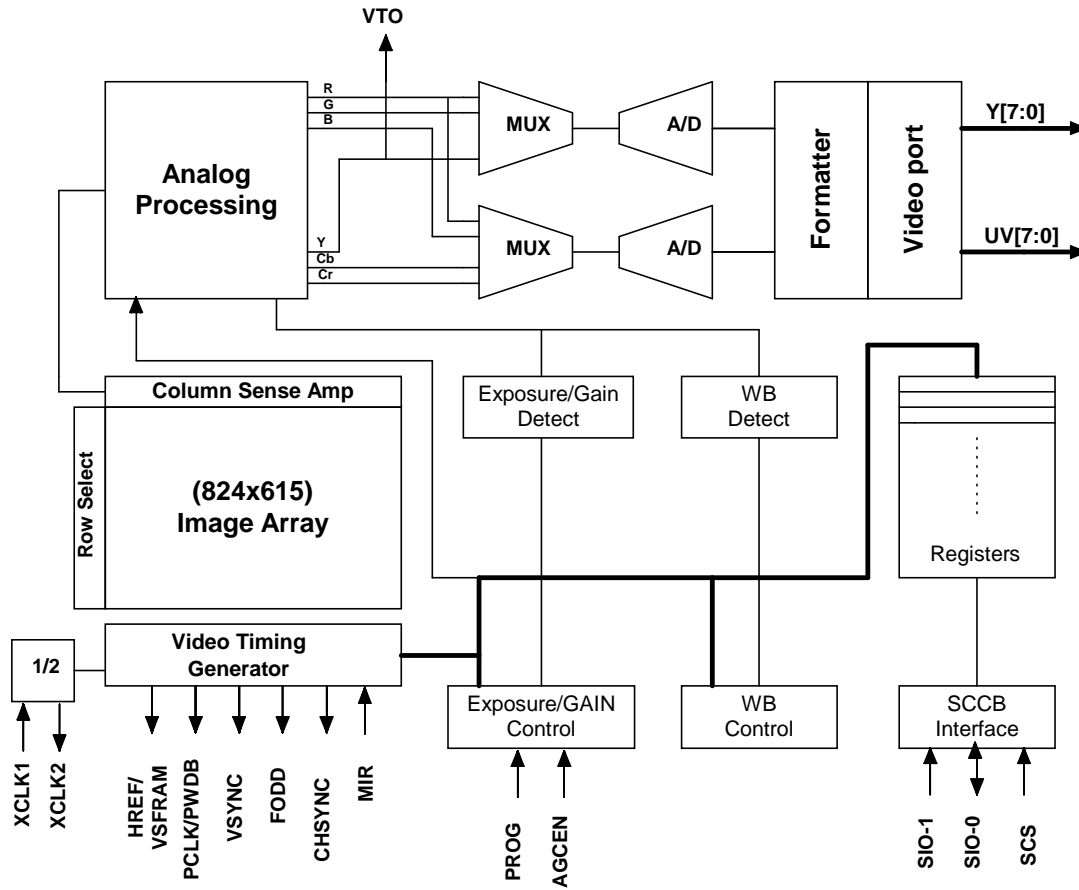 VTO
R
G
B
Y
Cb
Cr
Analog
Processing
MUX
A/D
MUX
A/D
Formatter
Video port
Y[7:0]
UV[7:0]
Column Sense Amp
Row Select
(824x615)
Image Array
Exposure/Gain
Detect
WB
Detect
Registers
1/2
Video Timing
Generator
Exposure/GAIN
Control
WB
Control
SCCB
Interface
XCLK1
XCLK2
HREF/
VSFRAM
PCLK/PWDB
VSYNC
FODD
CHSYNC
MIR
PROG
AGCEN
SIO-1
SIO-0
SCS